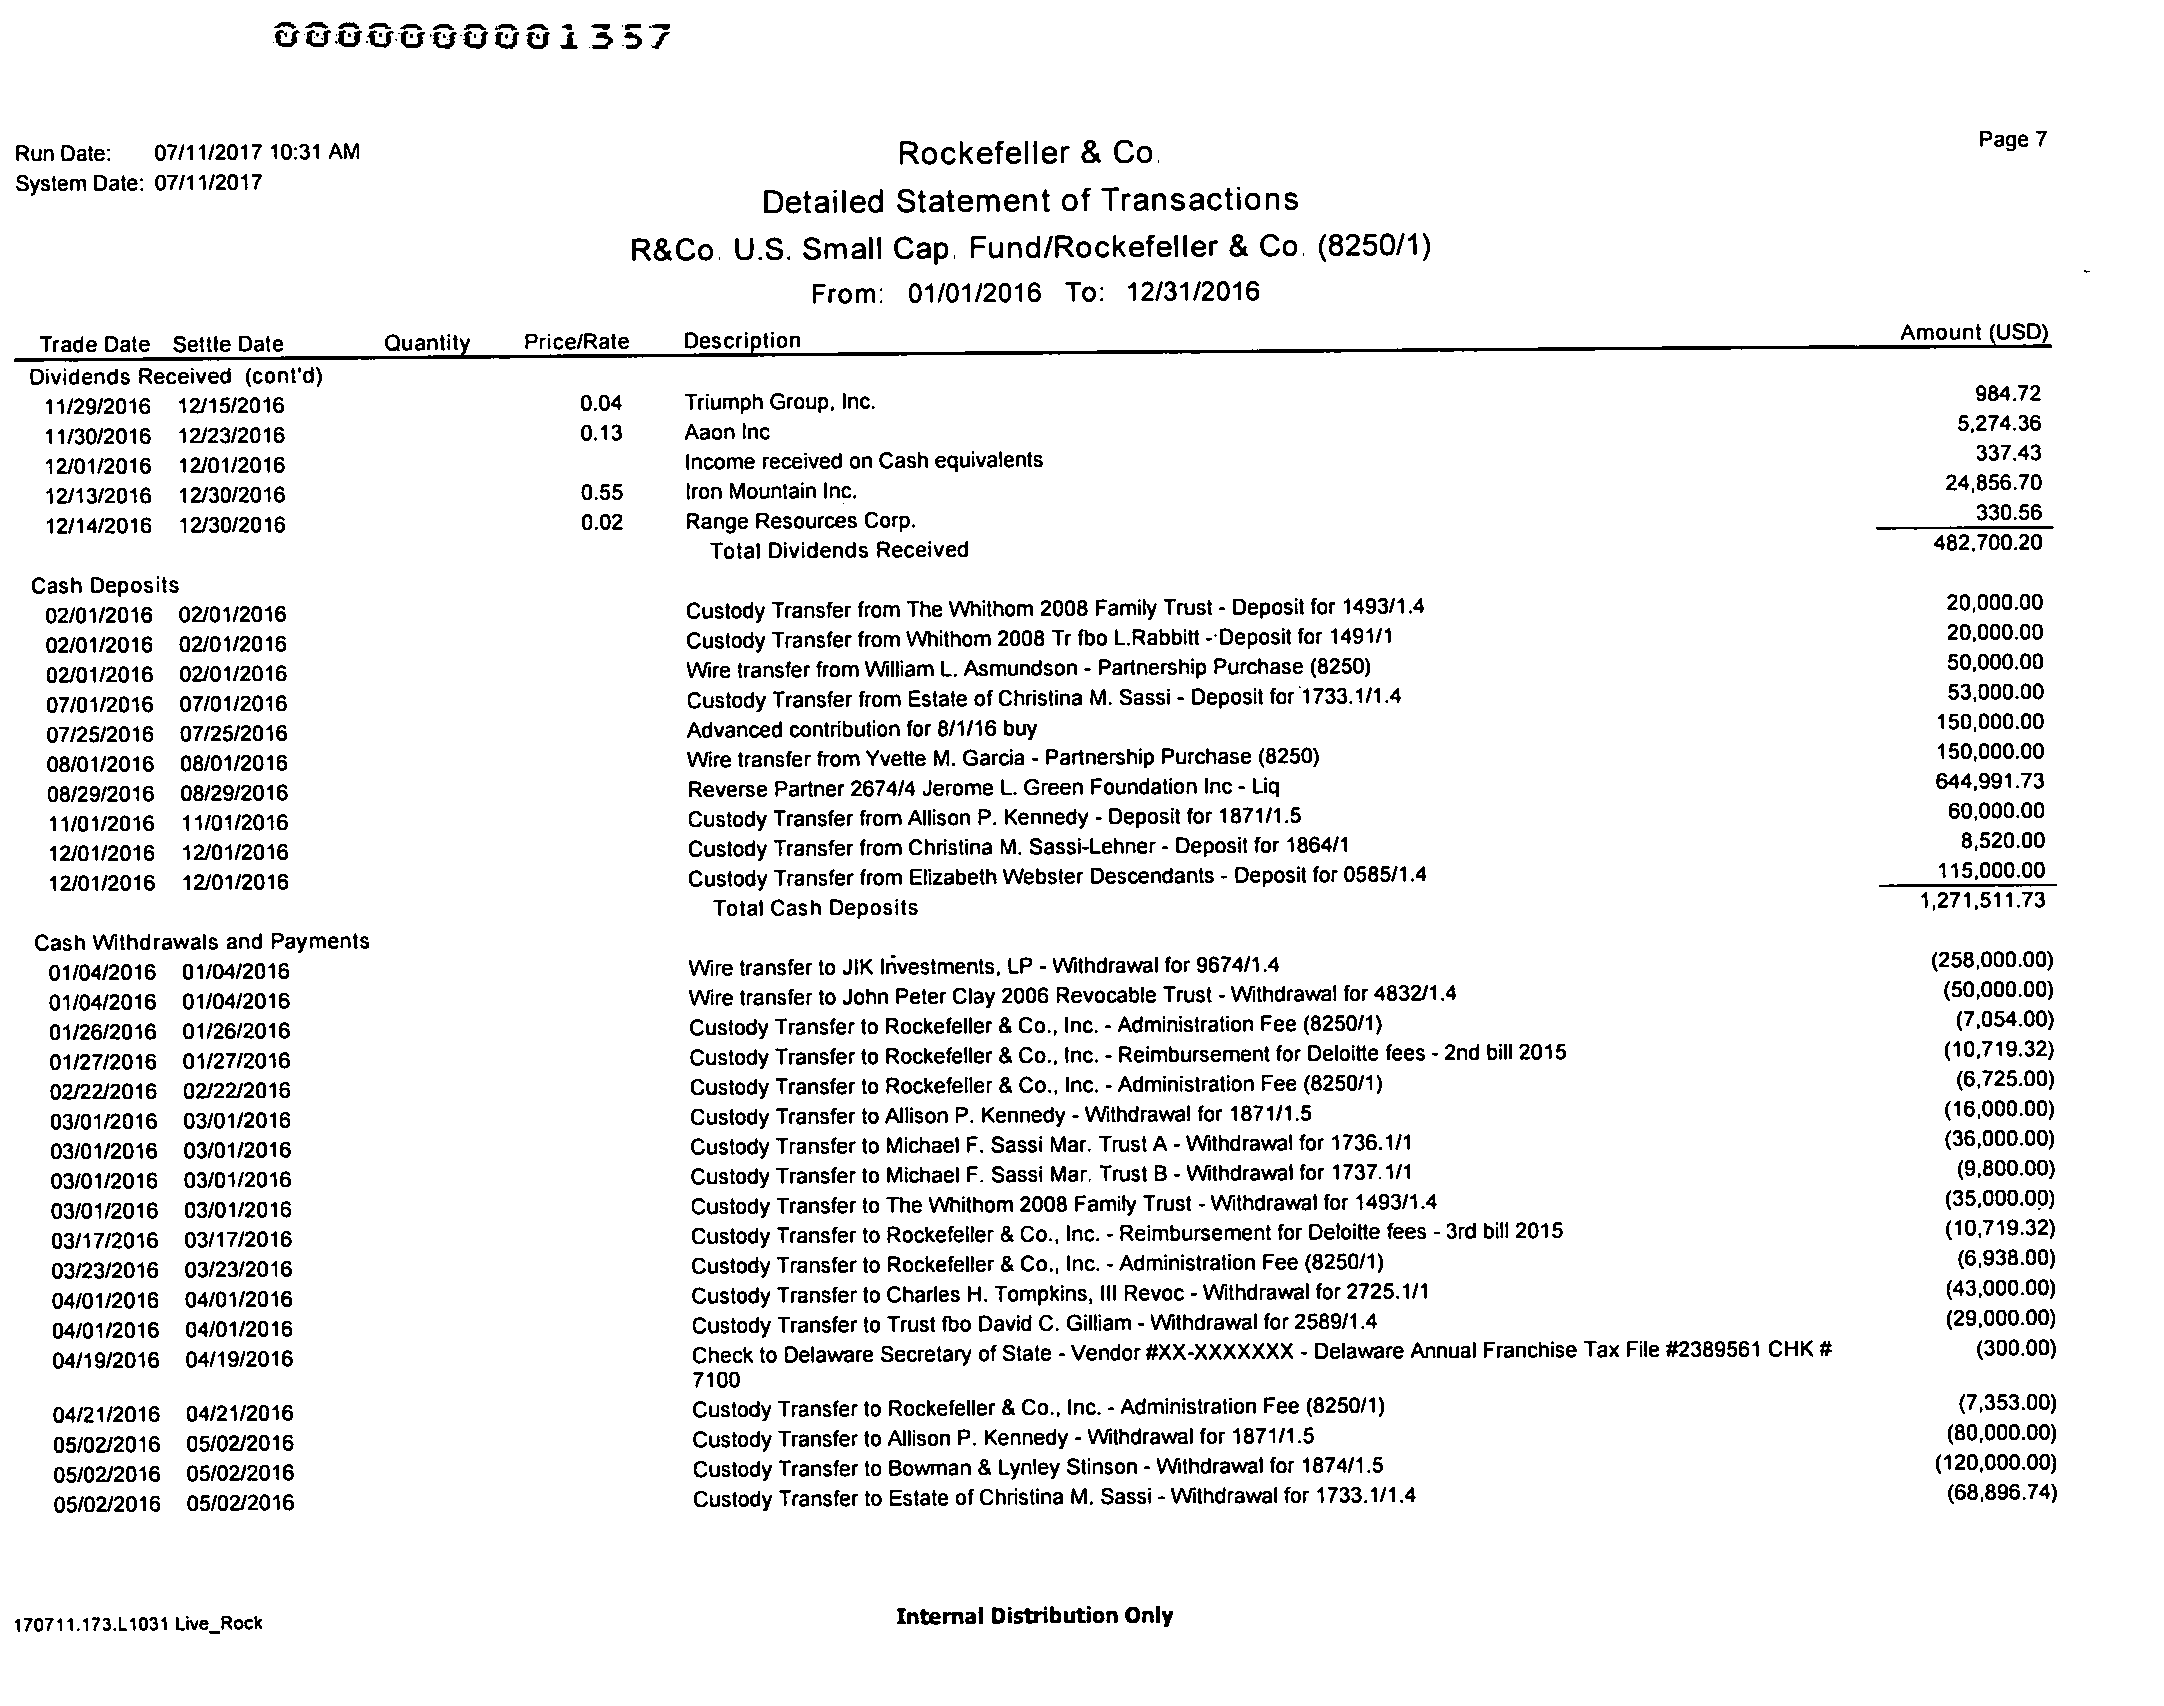 0000000001357
Page 7
Run Date: 07/11/2017 10:31 AM
System Date: 07/11/2017
Rockefeller & Co.
Detailed Statement of Transactions
R&Co. U.S. Small Cap. Fund/Rockefeller & Co. (8250/1)
From: 01/01/2016 To: 12/31/2016
Trade Date Settle Date Quantity Price/Rate Description Amount (USD)
Dividends Received (cont'd)
11/29/2016 12/15/2016 0.04 Triumph Group, Inc. 984.72
11/30/2016 12/23/2016 0.13 Aaon Inc 5,274.36
12/01/2016 12/01/2016 Income received on Cash equivalents 337.43
12/13/2016 12/30/2016 0.55 Iron Mountain Inc. 24,856.70
12/14/2016 12/30/2016 0.02 Range Resources Corp. 330.56
Total Dividends Received 482,700.20
Cash Deposits
02/01/2016 02/01/2016 Custody Transfer from The Whithom 2008 Family Trust - Deposit for 1493/1.4 20,000.00
02/01/2016 02/01/2016 Custody Transfer from Whithom 2008 Tr fbo L.Rabbitt - Deposit for 1491/1 20,000.00
02/01/2016 02/01/2016 Wire transfer from William L. Asmundson - Partnership Purchase (8250) 50,000.00
07/01/2016 07/01/2016 Custody Transfer from Estate of Christina M. Sassi - Deposit for 1733.1/1.4 53,000.00
07/25/2016 07/25/2016 Advanced contribution for 8/1/16 buy 150,000.00
08/01/2016 08/01/2016 Wire transfer from Yvette M. Garcia - Partnership Purchase (8250) 150,000.00
08/29/2016 08/29/2016 Reverse Partner 2674/4 Jerome L. Green Foundation Inc - Liq 644,991.73
11/01/2016 11/01/2016 Custody Transfer from Allison P. Kennedy - Deposit for 1871/1.5 60,000.00
12/01/2016 12/01/2016 Custody Transfer from Christina M. Sassi-Lehner - Deposit for 1864/1 8,520.00
12/01/2016 12/01/2016 Custody Transfer from Elizabeth Webster Descendants - Deposit for 0585/1.4 115,000.00
Total Cash Deposits 1,271,511.73
Cash Withdrawals and Payments
01/04/2016 01/04/2016 Wire transfer to JIK Investments, LP - Withdrawal for 9674/1.4 (258,000.00)
01/04/2016 01/04/2016 Wire transfer to John Peter Clay 2006 Revocable Trust - Withdrawal for 4832/1.4 (50,000.00)
01/26/2016 01/26/2016 Custody Transfer to Rockefeller & Co., Inc. - Administration Fee (8250/1) (7,054.00)
01/27/2016 01/27/2016 Custody Transfer to Rockefeller & Co., Inc. - Reimbursement for Deloitte fees - 2nd bill 2015 (10,719.32)
02/22/2016 02/22/2016 Custody Transfer to Rockefeller & Co., Inc. - Administration Fee (8250/1) (6,725.00)
03/01/2016 03/01/2016 Custody Transfer to Allison P. Kennedy - Withdrawal for 1871/1.5 (16,000.00)
03/01/2016 03/01/2016 Custody Transfer to Michael F. Sassi Mar. Trust A - Withdrawal for 1736.1/1 (36,000.00)
03/01/2016 03/01/2016 Custody Transfer to Michael F. Sassi Mar. Trust B - Withdrawal for 1737.1/1 (9,800.00)
03/01/2016 03/01/2016 Custody Transfer to The Whithom 2008 Family Trust - Withdrawal for 1493/1.4 (35,000.00)
03/17/2016 03/17/2016 Custody Transfer to Rockefeller & Co., Inc. - Reimbursement for Deloitte fees - 3rd bill 2015 (10,719.32)
03/23/2016 03/23/2016 Custody Transfer to Rockefeller & Co., Inc. - Administration Fee (8250/1) (6,938.00)
04/01/2016 04/01/2016 Custody Transfer to Charles H. Tompkins, III Revoc - Withdrawal for 2725.1/1 (43,000.00)
04/01/2016 04/01/2016 Custody Transfer to Trust fbo David C. Gilliam - Withdrawal for 2589/1.4 (29,000.00)
04/19/2016 04/19/2016 Check to Delaware Secretary of State - Vendor #XX-XXXXXXX - Delaware Annual Franchise Tax File #2389561 CHK # (300.00)
7100
04/21/2016 04/21/2016 Custody Transfer to Rockefeller & Co., Inc. - Administration Fee (8250/1) (7,353.00)
05/02/2016 05/02/2016 Custody Transfer to Allison P. Kennedy - Withdrawal for 1871/1.5 (80,000.00)
05/02/2016 05/02/2016 Custody Transfer to Bowman & Lynley Stinson - Withdrawal for 1874/1.5 (120,000.00)
05/02/2016 05/02/2016 Custody Transfer to Estate of Christina M. Sassi - Withdrawal for 1733.1/1.4 (68,896.74)
170711.173.L1031 Live_Rock
Internal Distribution Only